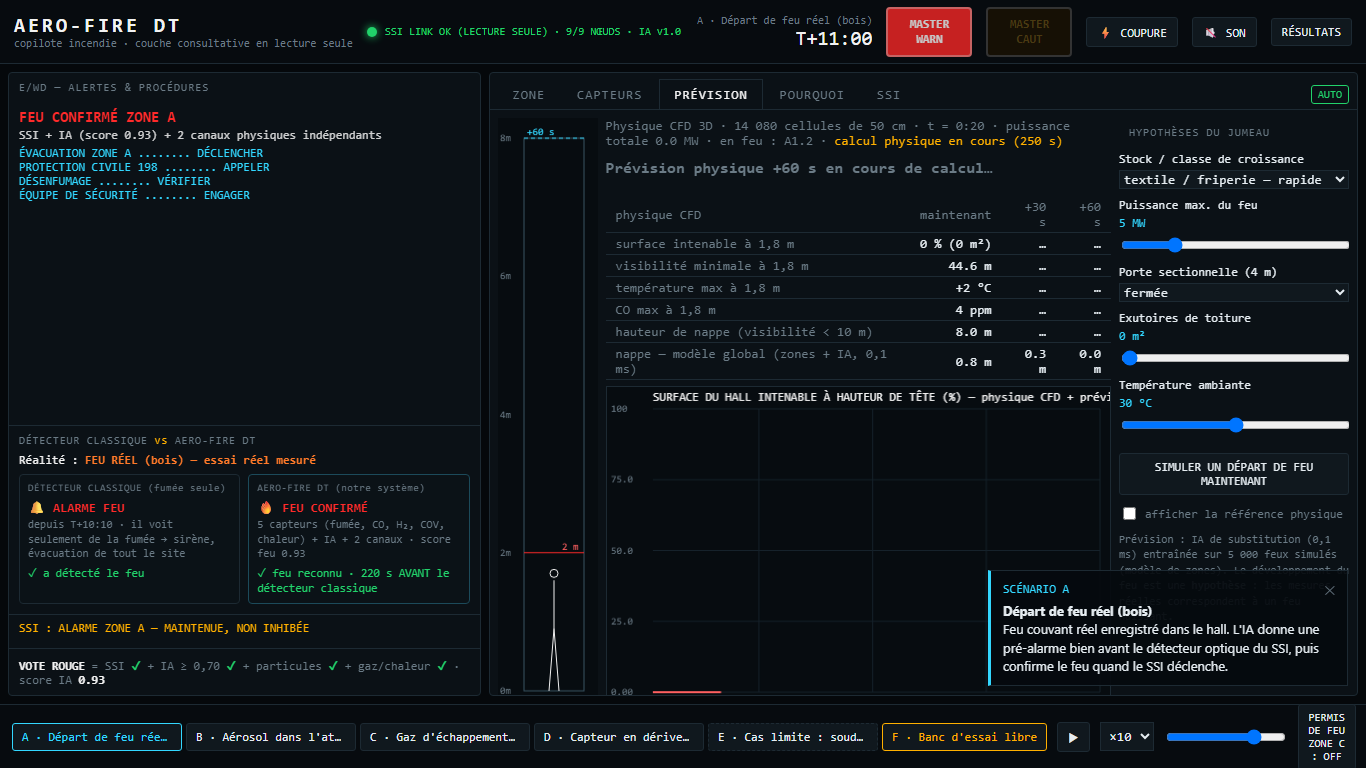 AERO-FIRE DT
copilote incendie · couche consultative en lecture seule
SSI LINK OK (LECTURE SEULE) · 9/9 NŒUDS · IA v1.0
A · Départ de feu réel (bois)
T+11:00
MASTER
WARN
MASTER
CAUT
COUPURE
SON
RÉSULTATS
E/WD — ALERTES & PROCÉDURES
FEU CONFIRMÉ ZONE A
SSI + IA (score 0.93) + 2 canaux physiques indépendants
ÉVACUATION ZONE A ........ DÉCLENCHER
PROTECTION CIVILE 198 ........ APPELER
DÉSENFUMAGE ........ VÉRIFIER
ÉQUIPE DE SÉCURITÉ ........ ENGAGER
DÉTECTEUR CLASSIQUE vs AERO-FIRE DT
Réalité : FEU RÉEL (bois) — essai réel mesuré
DÉTECTEUR CLASSIQUE (fumée seule)
ALARME FEU
depuis T+10:10 · il voit
seulement de la fumée → sirène,
évacuation de tout le site
✓ a détecté le feu
AERO-FIRE DT (notre système)
FEU CONFIRMÉ
5 capteurs (fumée, CO, H₂, COV,
chaleur) + IA + 2 canaux · score
feu 0.93
✓ feu reconnu · 220 s AVANT le
détecteur classique
SSI : ALARME ZONE A — MAINTENUE, NON INHIBÉE
VOTE ROUGE = SSI ✓ + IA ≥ 0,70 ✓ + particules ✓ + gaz/chaleur ✓ ·
score IA 0.93
ZONE
CAPTEURS
PRÉVISION
POURQUOI
SSI
AUTO
8m
+60 s
6m
4m
2m
2 m
0m
Physique CFD 3D · 14 080 cellules de 50 cm · t = 0:20 · puissance
totale 0.0 MW · en feu : A1.2 · calcul physique en cours (250 s)
Prévision physique +60 s en cours de calcul…
physique CFD maintenant +30 s +60 s
surface intenable à 1,8 m 0 % (0 m²) … …
visibilité minimale à 1,8 m 44.6 m … …
température max à 1,8 m +2 °C … …
CO max à 1,8 m 4 ppm … …
hauteur de nappe (visibilité < 10 m) 8.0 m … …
nappe — modèle global (zones + IA, 0,1 ms) 0.8 m 0.3 m 0.0 m
SURFACE DU HALL INTENABLE À HAUTEUR DE TÊTE (%) — physique CFD + prévi
100
75.0
50.0
25.0
0.00
HYPOTHÈSES DU JUMEAU
Stock / classe de croissance
textile / friperie — rapide
Puissance max. du feu
5 MW
Porte sectionnelle (4 m)
fermée
Exutoires de toiture
0 m²
Température ambiante
30 °C
SIMULER UN DÉPART DE FEU
MAINTENANT
afficher la référence physique
Prévision : IA de substitution (0,1
ms) entraînée sur 5 000 feux simulés
(modèle de zones). Le développement du
SCÉNARIO A
Départ de feu réel (bois)
Feu couvant réel enregistré dans le hall. L'IA donne une
pré-alarme bien avant le détecteur optique du SSI, puis
confirme le feu quand le SSI déclenche.
A · Départ de feu rée…
B · Aérosol dans l'at…
C · Gaz d'échappement…
D · Capteur en dérive…
E · Cas limite : soud…
F · Banc d'essai libre
x10
PERMIS
DE FEU
ZONE C
: OFF